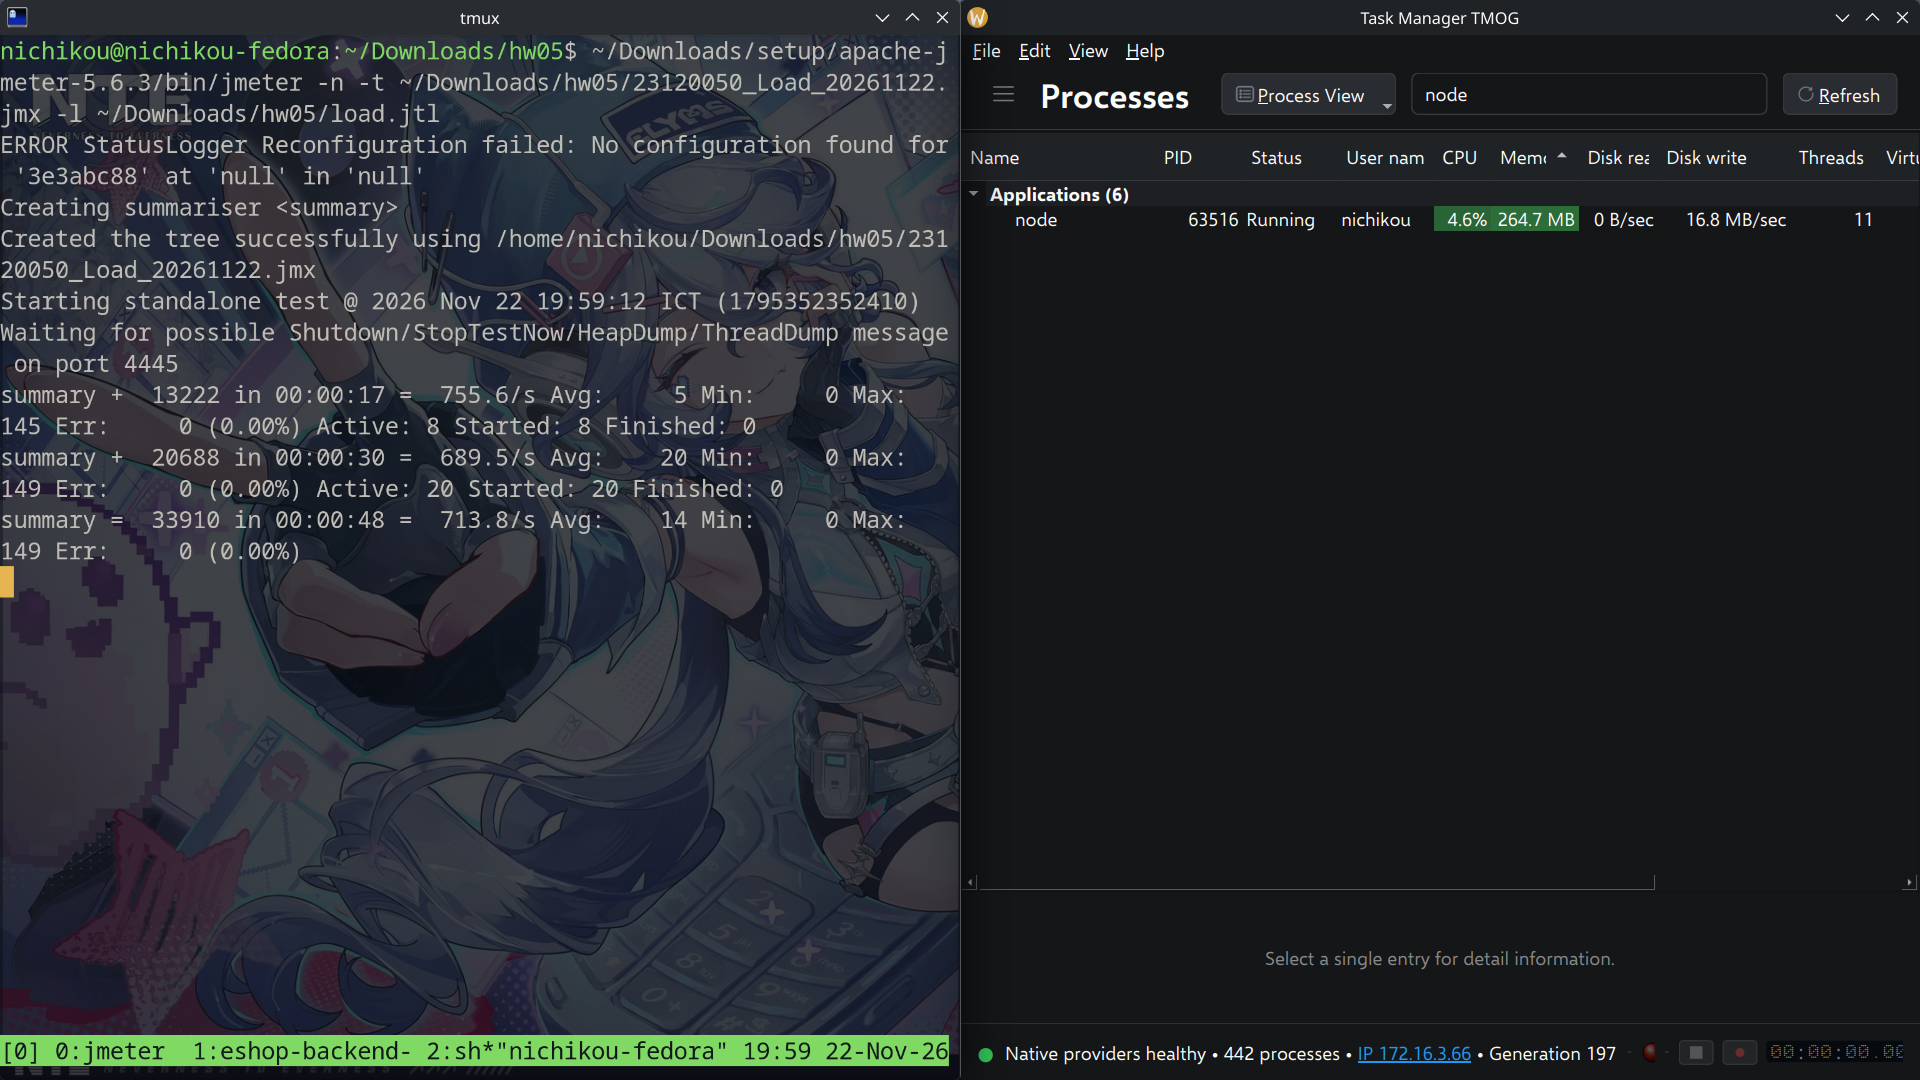 tmux
nichikou@nichikou-fedora:~/Downloads/hw05$ ~/Downloads/setup/apache-j
meter-5.6.3/bin/jmeter -n -t ~/Downloads/hw05/23120050_Load_20261122.
jmx -l ~/Downloads/hw05/load.jtl
ERROR StatusLogger Reconfiguration failed: No configuration found for
'3e3abc88' at 'null' in 'null'
Creating summariser <summary>
Created the tree successfully using /home/nichikou/Downloads/hw05/231
20050_Load_20261122.jmx
Starting standalone test @ 2026 Nov 22 19:59:12 ICT (1795352352410)
Waiting for possible Shutdown/StopTestNow/HeapDump/ThreadDump message
on port 4445
summary +  13222 in 00:00:17 =  755.6/s Avg:     5 Min:     0 Max:
145 Err:     0 (0.00%) Active: 8 Started: 8 Finished: 0
summary +  20688 in 00:00:30 =  689.5/s Avg:    20 Min:     0 Max:
149 Err:     0 (0.00%) Active: 20 Started: 20 Finished: 0
summary =  33910 in 00:00:48 =  713.8/s Avg:    14 Min:     0 Max:
149 Err:     0 (0.00%)
[0] 0:jmeter  1:eshop-backend- 2:sh*"nichikou-fedora" 19:59 22-Nov-26
Task Manager TMOG
File Edit View Help
Processes Process View node Refresh
Name PID Status User nam CPU Memo Disk rea Disk write Threads Virtu
Applications (6)
node 63516 Running nichikou 4.6% 264.7 MB 0 B/sec 16.8 MB/sec 11
Select a single entry for detail information.
Native providers healthy • 442 processes • IP 172.16.3.66 • Generation 197 00:00:00.00